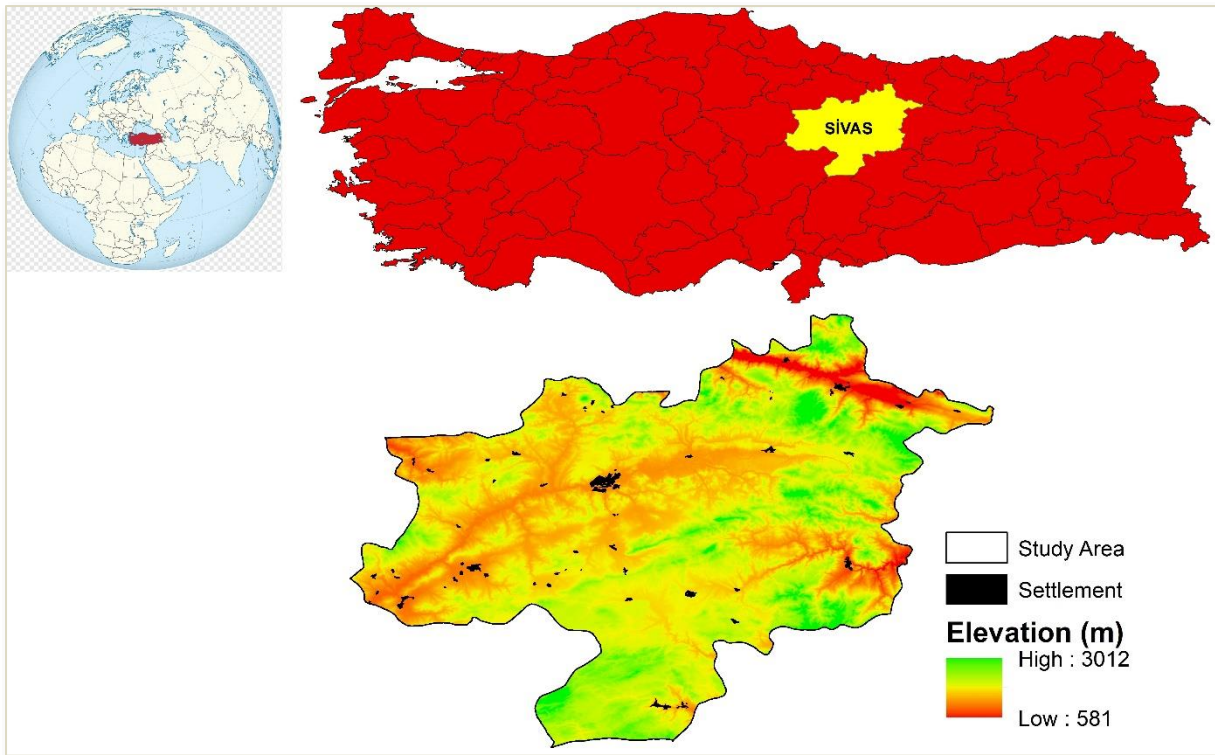 SİVAS
Study Area
Settlement
Elevation (m)
High : 3012
Low : 581